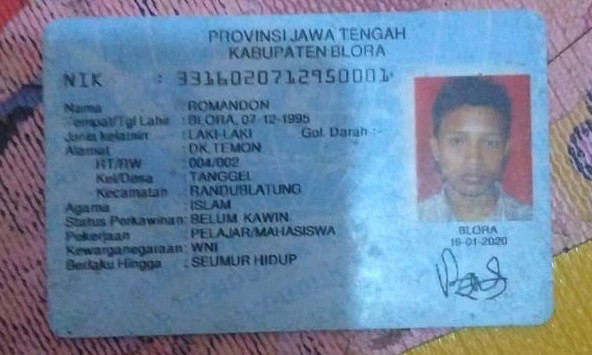 PROVINSI JAWA TENGAH
KABUPATEN BLORA
NIK : 3316020712950001
Nama : ROMANDON
Tempat/Tgl Lahir : BLORA, 07-12-1995
Jenis kelamin : LAKI-LAKI Gol. Darah : -
Alamat : DK.TEMON
RT/RW : 004/002
Kel/Desa : TANGGEL
Kecamatan : RANDUBLATUNG
Agama : ISLAM
Status Perkawinan: BELUM KAWIN
Pekerjaan : PELAJAR/MAHASISWA
Kewarganegaraan: WNI
Berlaku Hingga : SEUMUR HIDUP
BLORA
16-01-2020